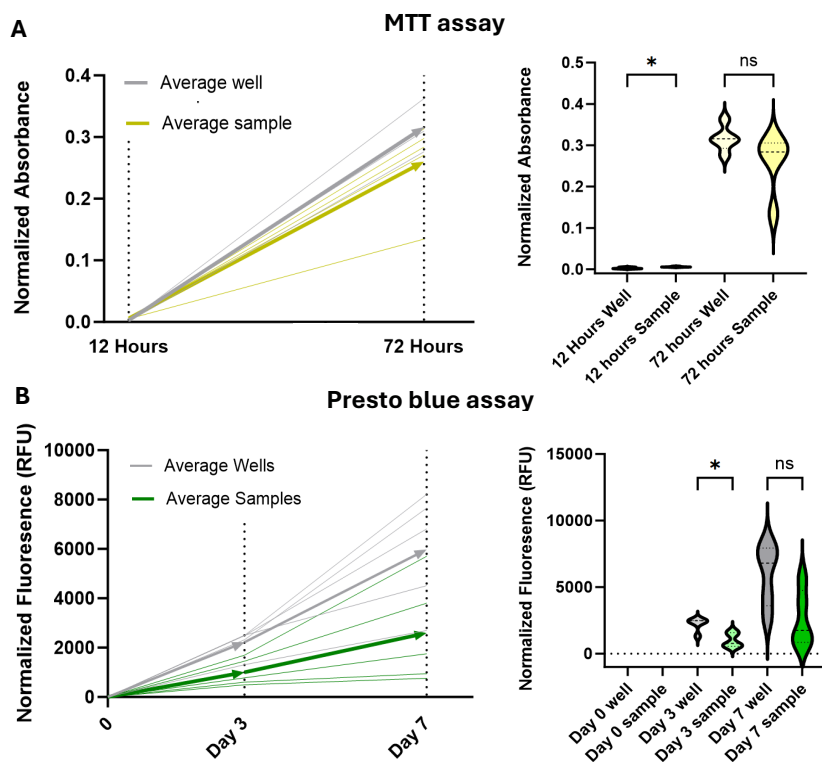 A
MTT assay
Normalized Absorbance
0.4
0.3
0.2
0.1
0.0
Average well
Average sample
12 Hours
72 Hours
Normalized Absorbance
0.5
0.4
0.3
0.2
0.1
0.0
*
ns
12 Hours Well
12 hours Sample
72 hours Well
72 hours Sample
B
Presto blue assay
Normalized Fluoresence (RFU)
10000
8000
6000
4000
2000
0
Average Wells
Average Samples
0
Day 3
Day 7
Normalized Fluoresence (RFU)
15000
10000
5000
0
*
ns
Day 0 well
Day 0 sample
Day 3 well
Day 3 sample
Day 7 well
Day 7 sample